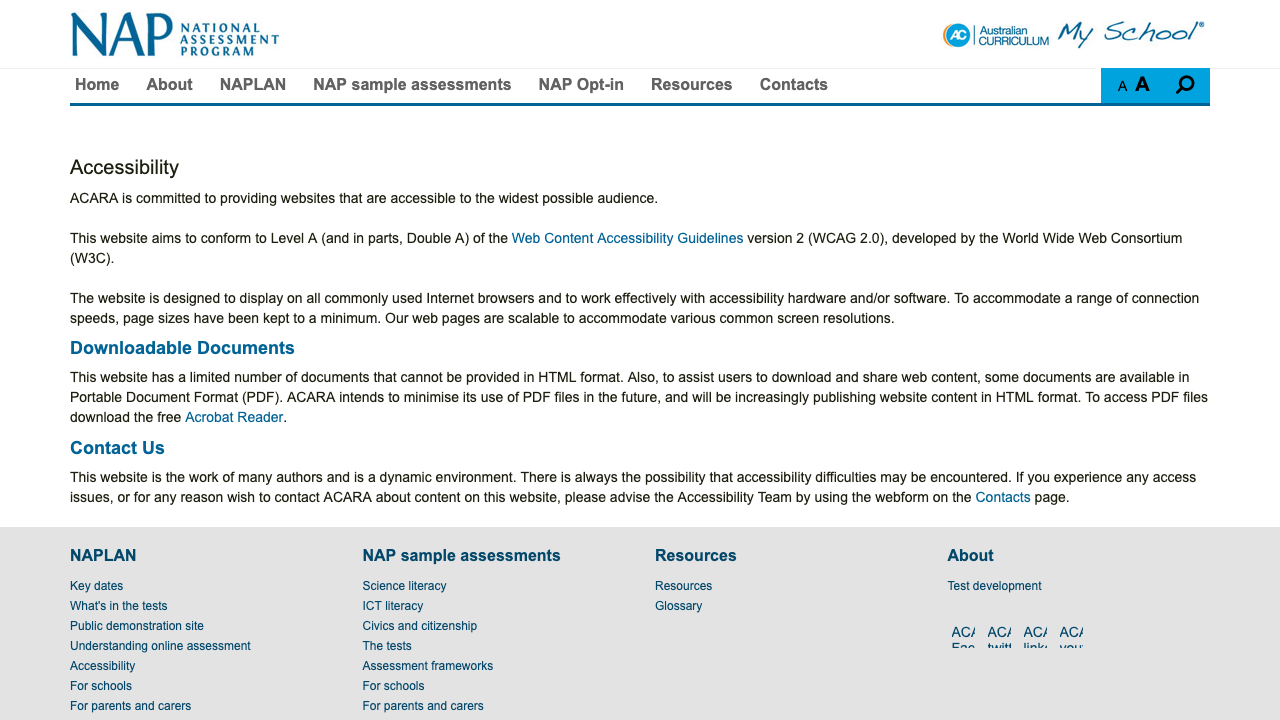 NAP NATIONAL ASSESSMENT PROGRAM
AC Australian CURRICULUM My School
Home About NAPLAN NAP sample assessments NAP Opt-in Resources Contacts
A A
Accessibility
ACARA is committed to providing websites that are accessible to the widest possible audience.
This website aims to conform to Level A (and in parts, Double A) of the Web Content Accessibility Guidelines version 2 (WCAG 2.0), developed by the World Wide Web Consortium
(W3C).
The website is designed to display on all commonly used Internet browsers and to work effectively with accessibility hardware and/or software. To accommodate a range of connection
speeds, page sizes have been kept to a minimum. Our web pages are scalable to accommodate various common screen resolutions.
Downloadable Documents
This website has a limited number of documents that cannot be provided in HTML format. Also, to assist users to download and share web content, some documents are available in
Portable Document Format (PDF). ACARA intends to minimise its use of PDF files in the future, and will be increasingly publishing website content in HTML format. To access PDF files
download the free Acrobat Reader.
Contact Us
This website is the work of many authors and is a dynamic environment. There is always the possibility that accessibility difficulties may be encountered. If you experience any access
issues, or for any reason wish to contact ACARA about content on this website, please advise the Accessibility Team by using the webform on the Contacts page.
NAPLAN
Key dates
What's in the tests
Public demonstration site
Understanding online assessment
Accessibility
For schools
For parents and carers
NAP sample assessments
Science literacy
ICT literacy
Civics and citizenship
The tests
Assessment frameworks
For schools
For parents and carers
Resources
Resources
Glossary
About
Test development